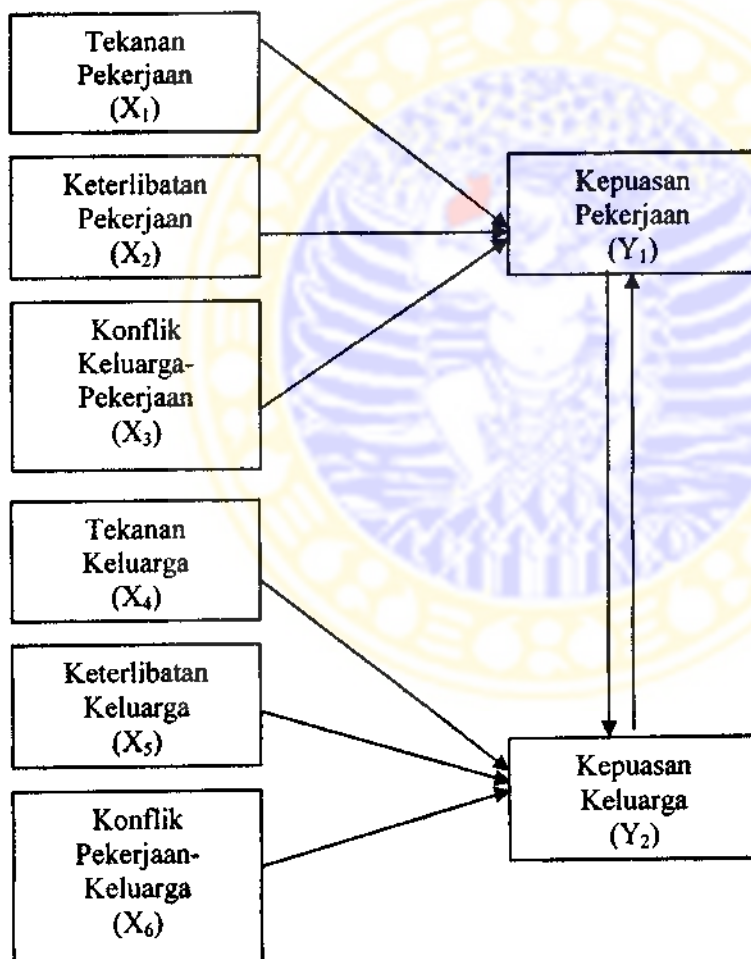 Tekanan
Pekerjaan
(X₁)
Keterlibatan
Pekerjaan
(X₂)
Konflik
Keluarga-
Pekerjaan
(X₃)
Tekanan
Keluarga
(X₄)
Keterlibatan
Keluarga
(X₅)
Konflik
Pekerjaan-
Keluarga
(X₆)
Kepuasan
Pekerjaan
(Y₁)
Kepuasan
Keluarga
(Y₂)